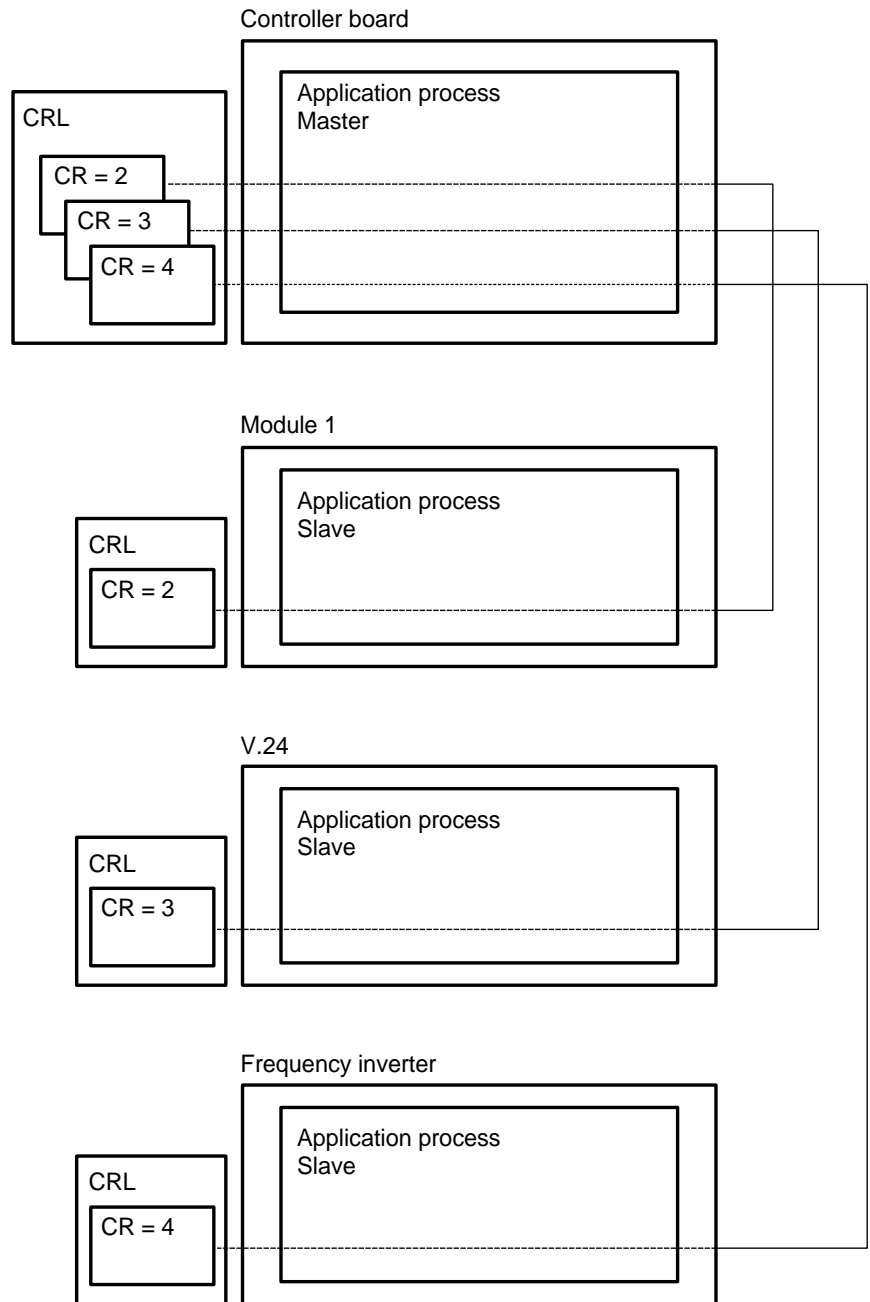 Controller board
Application process
Master
CRL
CR = 2
CR = 3
CR = 4
Module 1
Application process
Slave
CRL
CR = 2
V.24
Application process
Slave
CRL
CR = 3
Frequency inverter
Application process
Slave
CRL
CR = 4